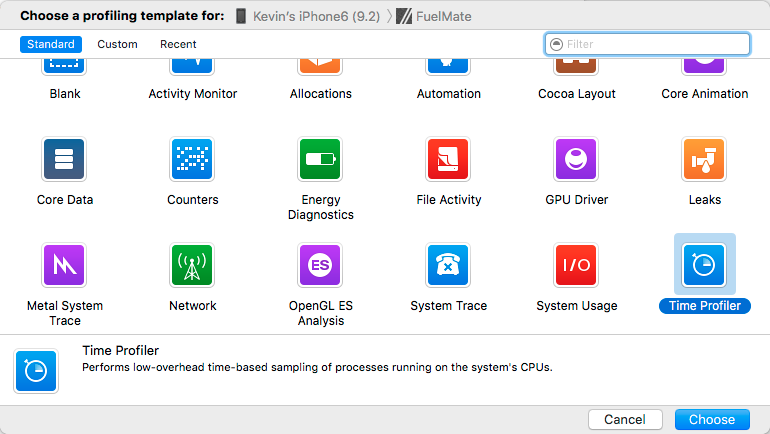 Choose a profiling template for: Kevin's iPhone6 (9.2) FuelMate
Standard Custom Recent Filter
Blank Activity Monitor Allocations Automation Cocoa Layout Core Animation
Core Data Counters Energy File Activity GPU Driver Leaks
Diagnostics
ES I/O
Metal System Network OpenGL ES System Trace System Usage Time Profiler
Trace Analysis
Time Profiler
Performs low-overhead time-based sampling of processes running on the system's CPUs.
Cancel Choose